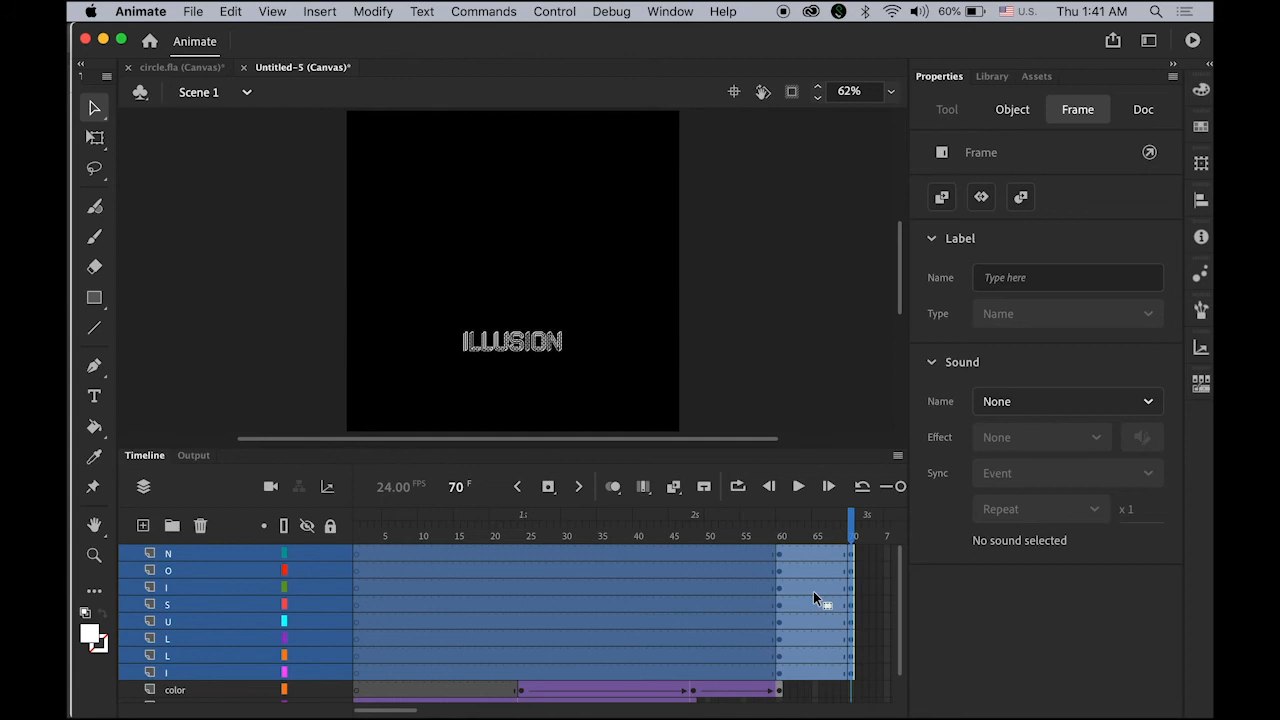 Animate File Edit View Insert Modify Text Commands Control Debug Window Help 60% U.S. Thu 1:41 AM
Animate
circle.fla (Canvas)* Untitled-5 (Canvas)*
Properties Library Assets
Scene 1 62%
Tool Object Frame Doc
Frame
Label
Name Type here
Type Name
ILLUSION
Sound
Name None
Effect None
Sync Event
Repeat x 1
No sound selected
Timeline Output
24.00 FPS 70 F
1s 2s 3s
5 10 15 20 25 30 35 40 45 50 55 60 65 0 7
N
O
I
S
U
L
L
I
color